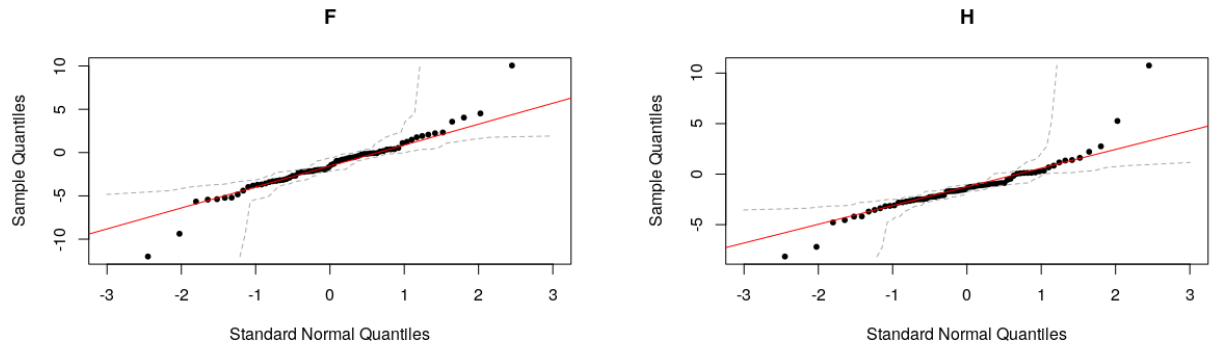 F
Sample Quantiles
10
5
0
-5
-10
-3 -2 -1 0 1 2 3
Standard Normal Quantiles
H
Sample Quantiles
10
5
0
-5
-3 -2 -1 0 1 2 3
Standard Normal Quantiles